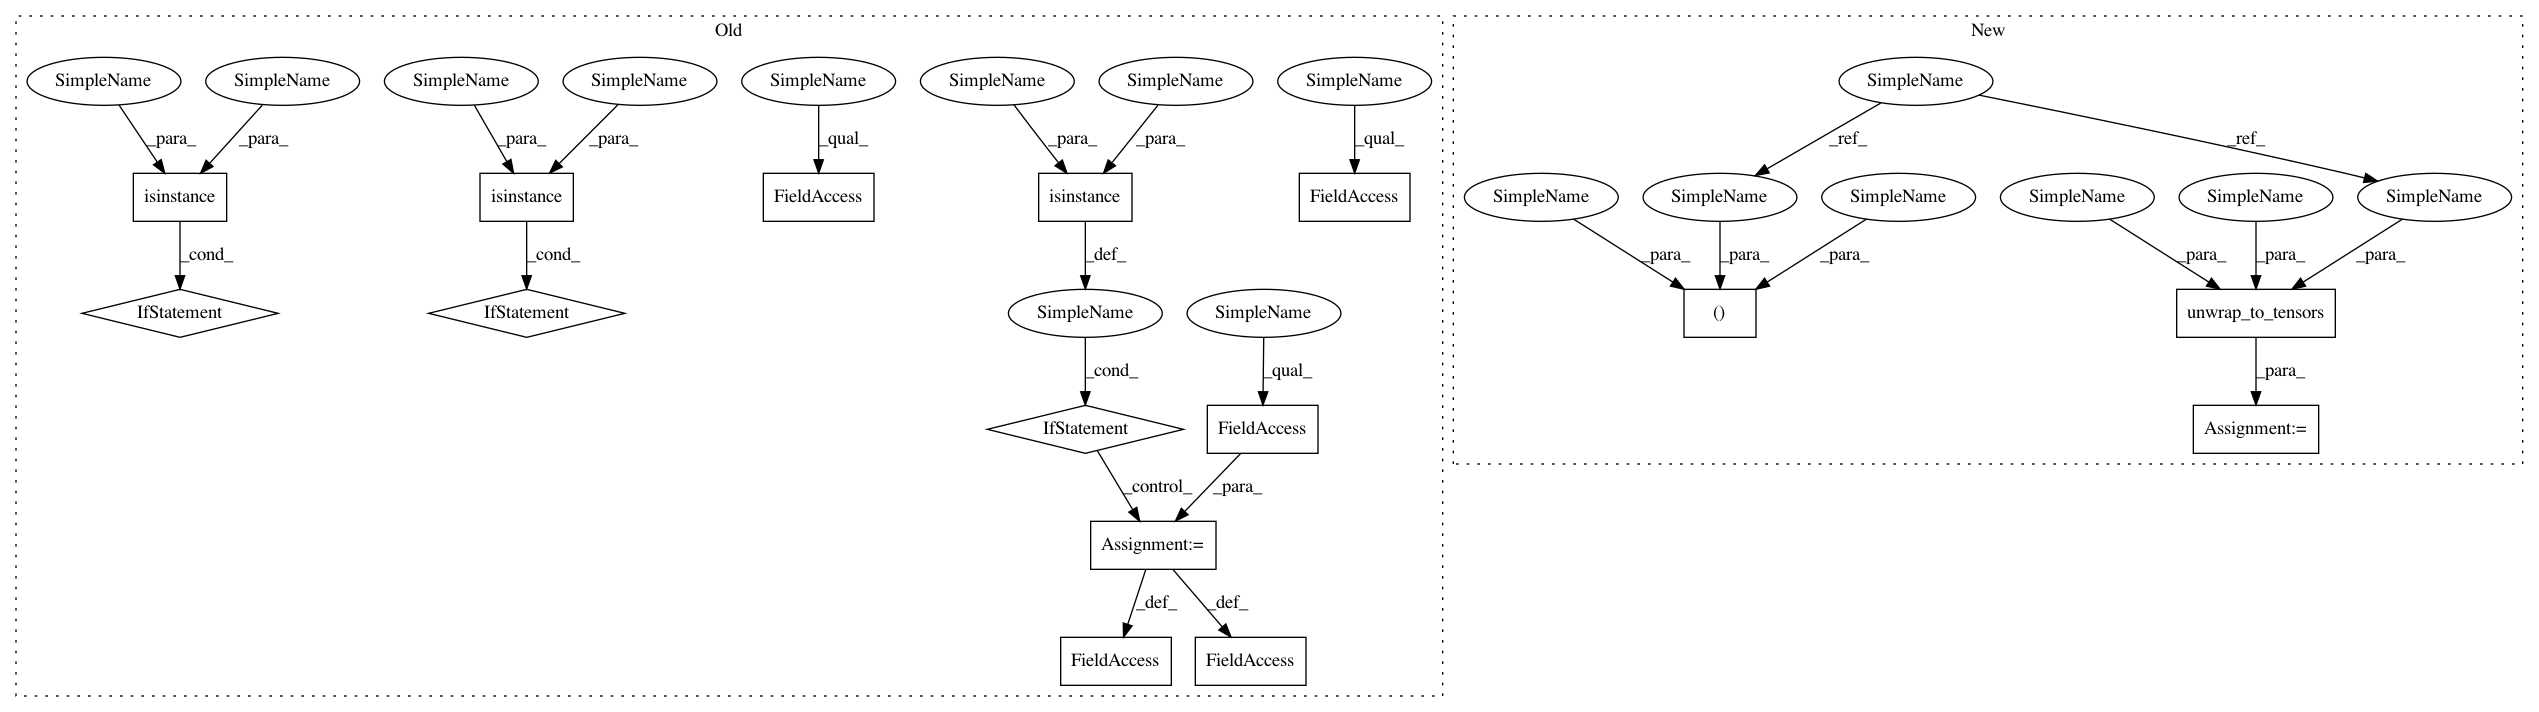 Old
New
SimpleName SimpleName SimpleName SimpleName SimpleName SimpleName SimpleName SimpleName SimpleName
_para_ _para_ _para_ _para_ _qual_ _para_ _para_ _qual_ _ref_ _ref_
isinstance isinstance FieldAccess isinstance FieldAccess SimpleName SimpleName SimpleName SimpleName SimpleName SimpleName
_cond_ _cond_ _def_ _para_ _para_ _para_ _para_ _para_ _para_
IfStatement IfStatement SimpleName SimpleName () unwrap_to_tensors
_cond_ _qual_ _para_
IfStatement FieldAccess Assignment:=
_control_ _para_
Assignment:=
_def_ _def_
FieldAccess FieldAccess